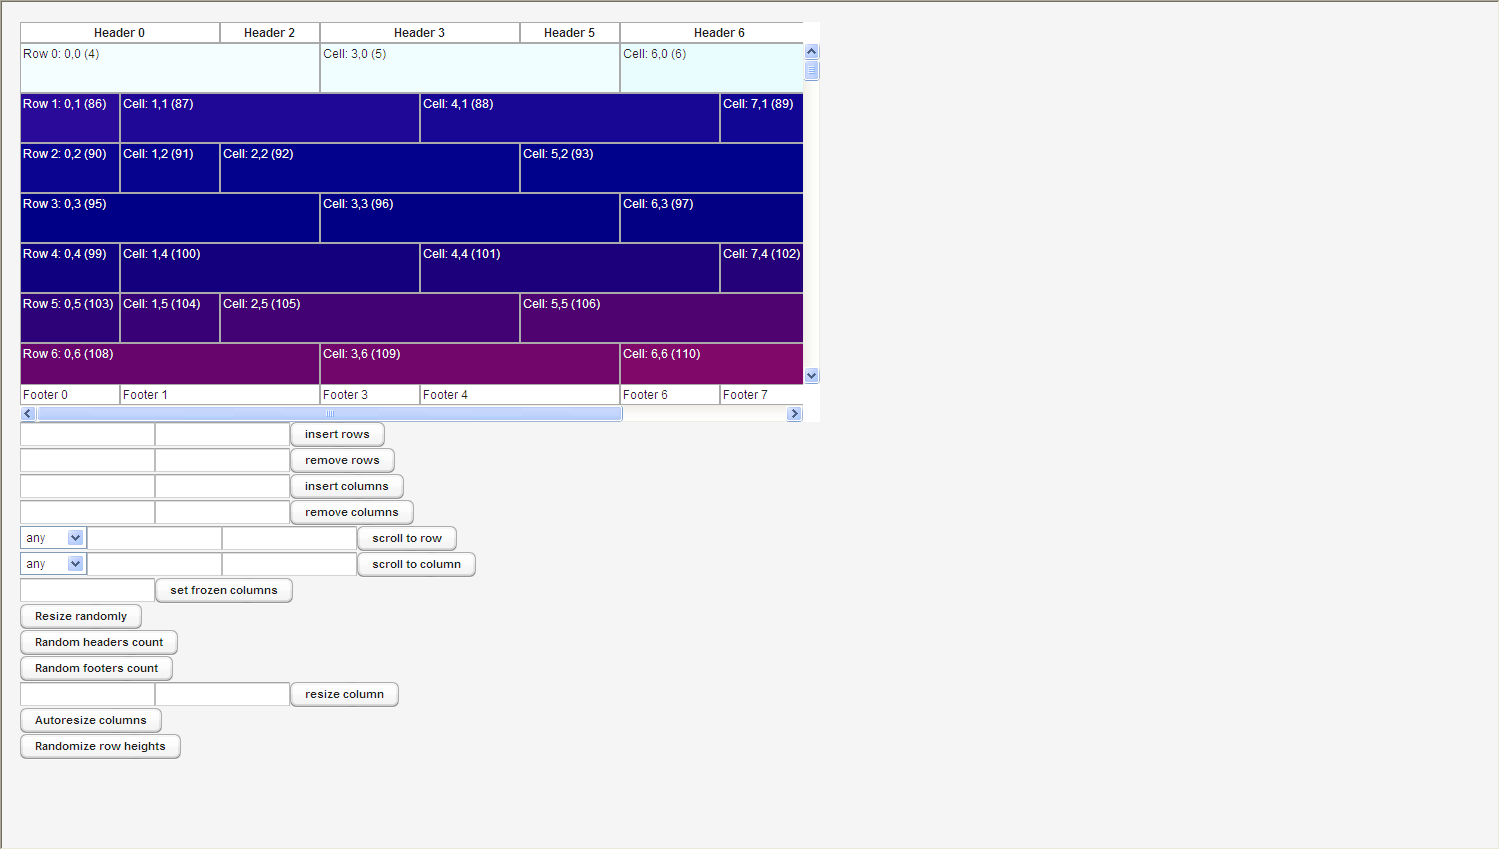 Header 0 Header 2 Header 3 Header 5 Header 6
Row 0: 0,0 (4) Cell: 3,0 (5) Cell: 6,0 (6)
Row 1: 0,1 (86) Cell: 1,1 (87) Cell: 4,1 (88) Cell: 7,1 (89)
Row 2: 0,2 (90) Cell: 1,2 (91) Cell: 2,2 (92) Cell: 5,2 (93)
Row 3: 0,3 (95) Cell: 3,3 (96) Cell: 6,3 (97)
Row 4: 0,4 (99) Cell: 1,4 (100) Cell: 4,4 (101) Cell: 7,4 (102)
Row 5: 0,5 (103) Cell: 1,5 (104) Cell: 2,5 (105) Cell: 5,5 (106)
Row 6: 0,6 (108) Cell: 3,6 (109) Cell: 6,6 (110)
Footer 0 Footer 1 Footer 3 Footer 4 Footer 6 Footer 7
insert rows
remove rows
insert columns
remove columns
any scroll to row
any scroll to column
set frozen columns
Resize randomly
Random headers count
Random footers count
resize column
Autoresize columns
Randomize row heights